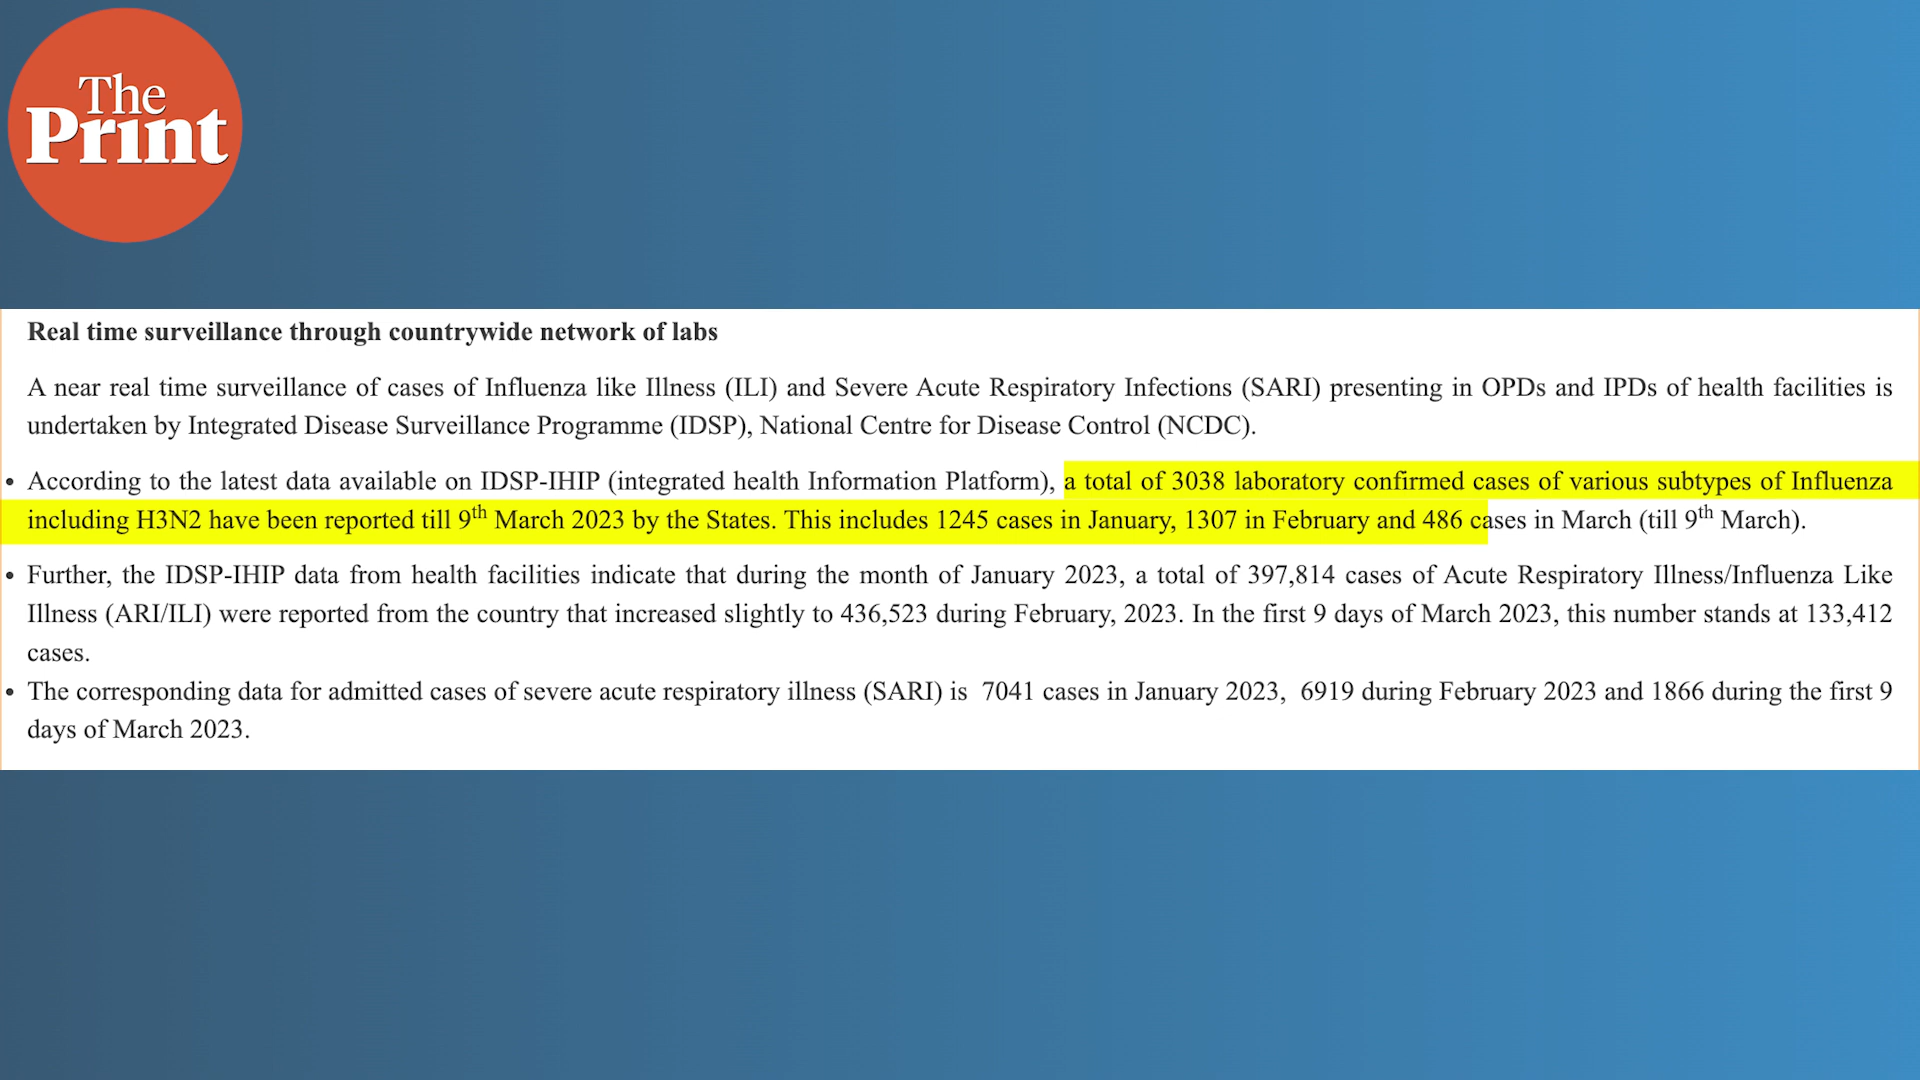 The
Print
Real time surveillance through countrywide network of labs
A near real time surveillance of cases of Influenza like Illness (ILI) and Severe Acute Respiratory Infections (SARI) presenting in OPDs and IPDs of health facilities is
undertaken by Integrated Disease Surveillance Programme (IDSP), National Centre for Disease Control (NCDC).
• According to the latest data available on IDSP-IHIP (integrated health Information Platform), a total of 3038 laboratory confirmed cases of various subtypes of Influenza
including H3N2 have been reported till 9th March 2023 by the States. This includes 1245 cases in January, 1307 in February and 486 cases in March (till 9th March).
• Further, the IDSP-IHIP data from health facilities indicate that during the month of January 2023, a total of 397,814 cases of Acute Respiratory Illness/Influenza Like
Illness (ARI/ILI) were reported from the country that increased slightly to 436,523 during February, 2023. In the first 9 days of March 2023, this number stands at 133,412
cases.
• The corresponding data for admitted cases of severe acute respiratory illness (SARI) is 7041 cases in January 2023, 6919 during February 2023 and 1866 during the first 9
days of March 2023.